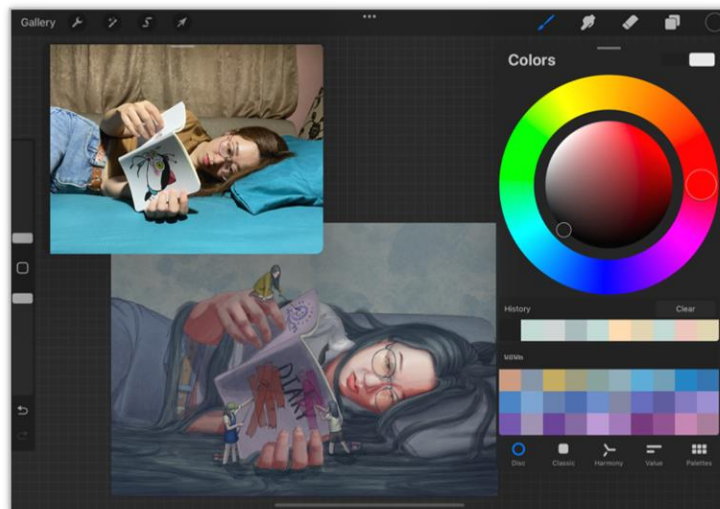 Gallery
Colors
History
Clear
DIARY
Disc
Classic
Harmony
Value
Palettes